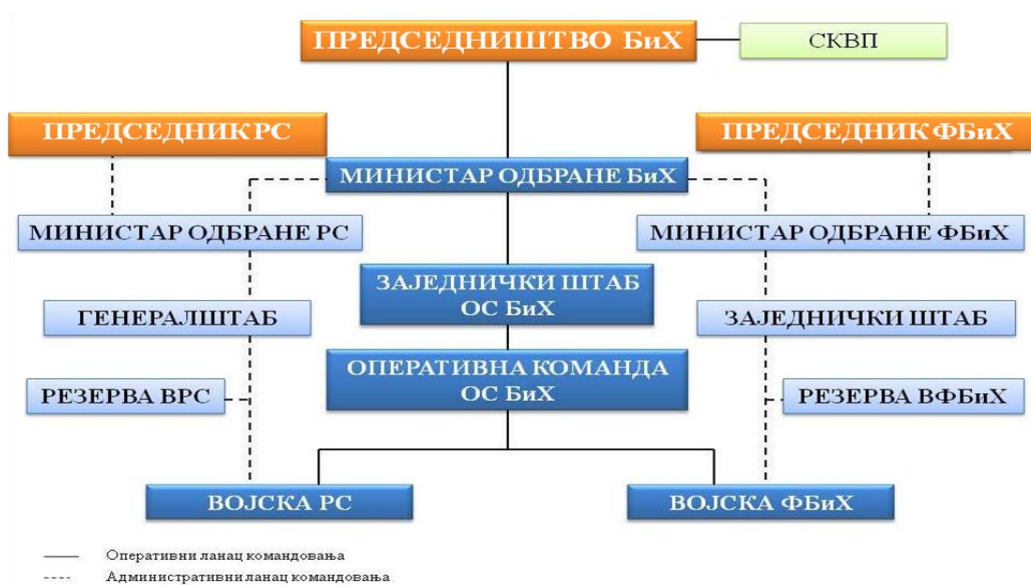 ПРЕДСЕДНИШТВО БиХ
СКВП
ПРЕДСЕДНИК РС
ПРЕДСЕДНИК ФБиХ
МИНИСТАР ОДБРАНЕ БиХ
МИНИСТАР ОДБРАНЕ РС
МИНИСТАР ОДБРАНЕ ФБиХ
ЗАЈЕДНИЧКИ ШТАБ
ОС БиХ
ГЕНЕРАЛШТАБ
ЗАЈЕДНИЧКИ ШТАБ
ОПЕРАТИВНА КОМАНДА
ОС БиХ
РЕЗЕРВА ВРС
РЕЗЕРВА ВФБиХ
ВОЈСКА РС
ВОЈСКА ФБиХ
Оперативни ланац командовања
Административни ланац командовања